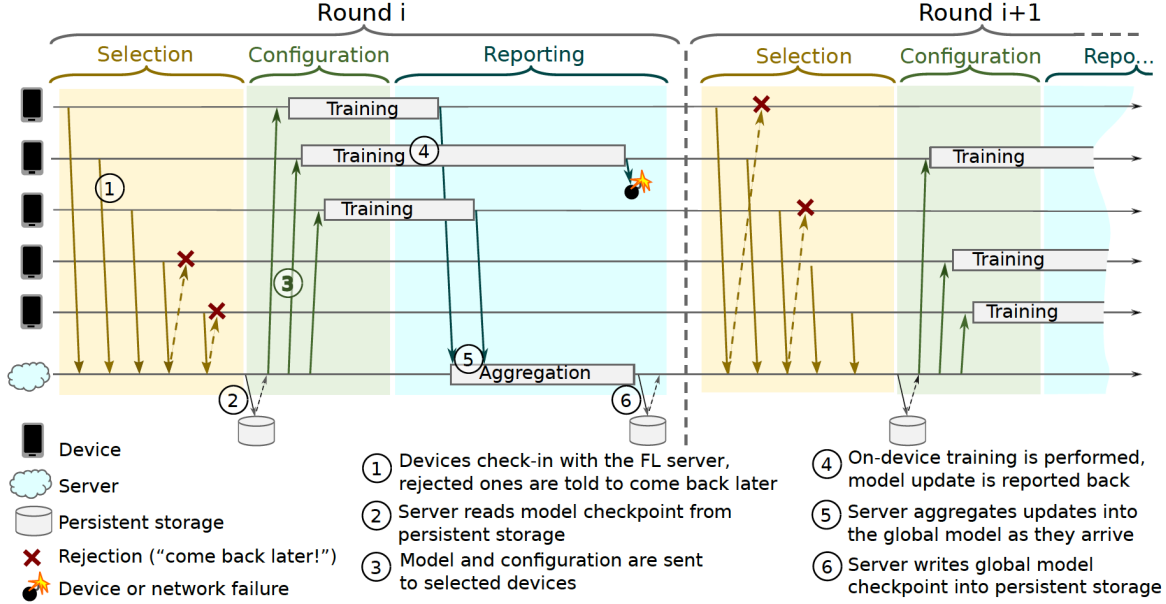 Round i
Round i+1
Selection
Configuration
Reporting
Selection
Configuration
Repo...
Training
Training
4
Training
1
3
Training
Training
Training
5
Aggregation
2
6
Device
Server
Persistent storage
Rejection (“come back later!”)
Device or network failure
1 Devices check-in with the FL server,
rejected ones are told to come back later
2 Server reads model checkpoint from
persistent storage
3 Model and configuration are sent
to selected devices
4 On-device training is performed,
model update is reported back
5 Server aggregates updates into
the global model as they arrive
6 Server writes global model
checkpoint into persistent storage